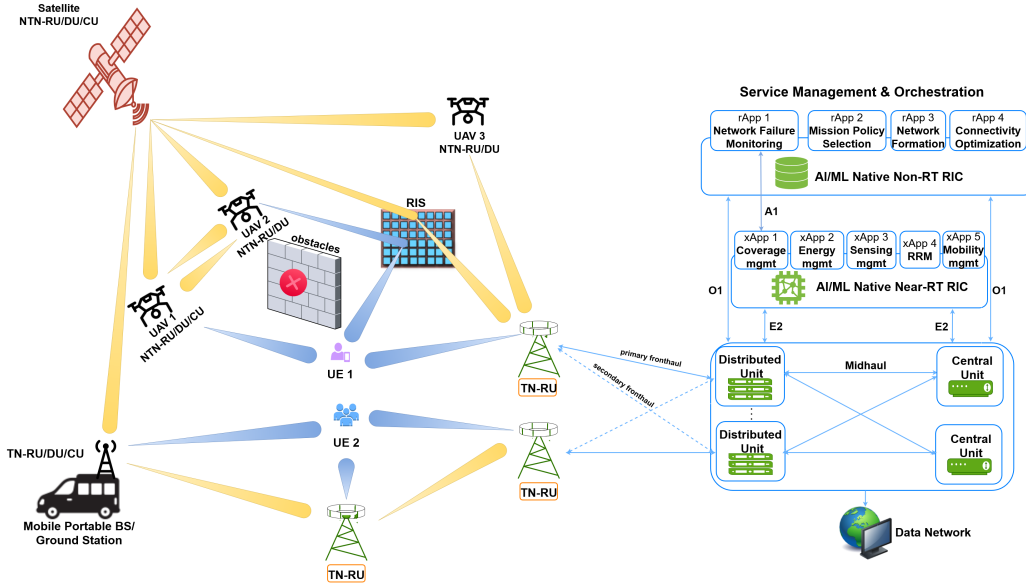 Satellite
NTN-RU/DU/CU
UAV 3
NTN-RU/DU
UAV 2
NTN-RU/DU
RIS
obstacles
UAV 1
NTN-RU/DU/CU
UE 1
TN-RU
UE 2
TN-RU/DU/CU
Mobile Portable BS/
Ground Station
TN-RU
TN-RU
primary fronthaul
secondary fronthaul
Service Management & Orchestration
rApp 1
Network Failure
Monitoring
rApp 2
Mission Policy
Selection
rApp 3
Network
Formation
rApp 4
Connectivity
Optimization
AI/ML Native Non-RT RIC
A1
xApp 1
Coverage
mgmt
xApp 2
Energy
mgmt
xApp 3
Sensing
mgmt
xApp 4
RRM
xApp 5
Mobility
mgmt
AI/ML Native Near-RT RIC
O1
O1
E2
E2
Distributed
Unit
Midhaul
Central
Unit
Distributed
Unit
Central
Unit
Data Network